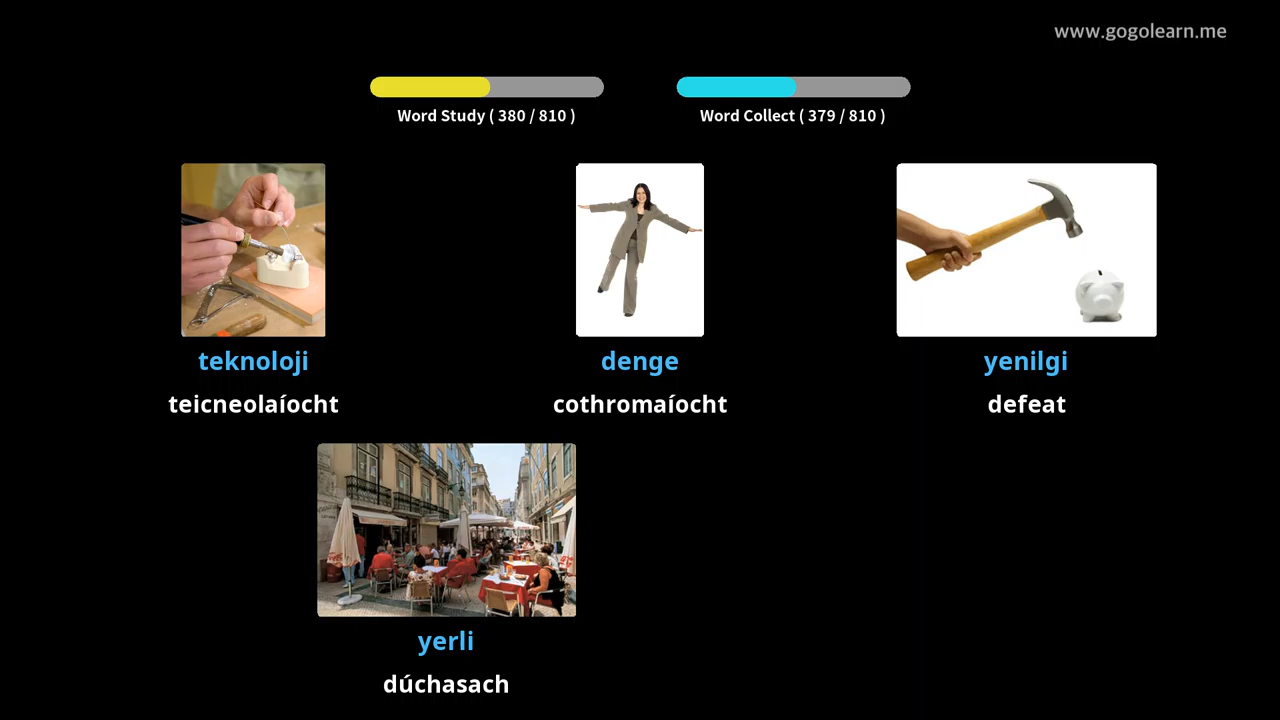 www.gogolearn.me
Word Study ( 380 / 810 )
Word Collect ( 379 / 810 )
teknoloji
teicneolaíocht
denge
cothromaíocht
yenilgi
defeat
yerli
dúchasach